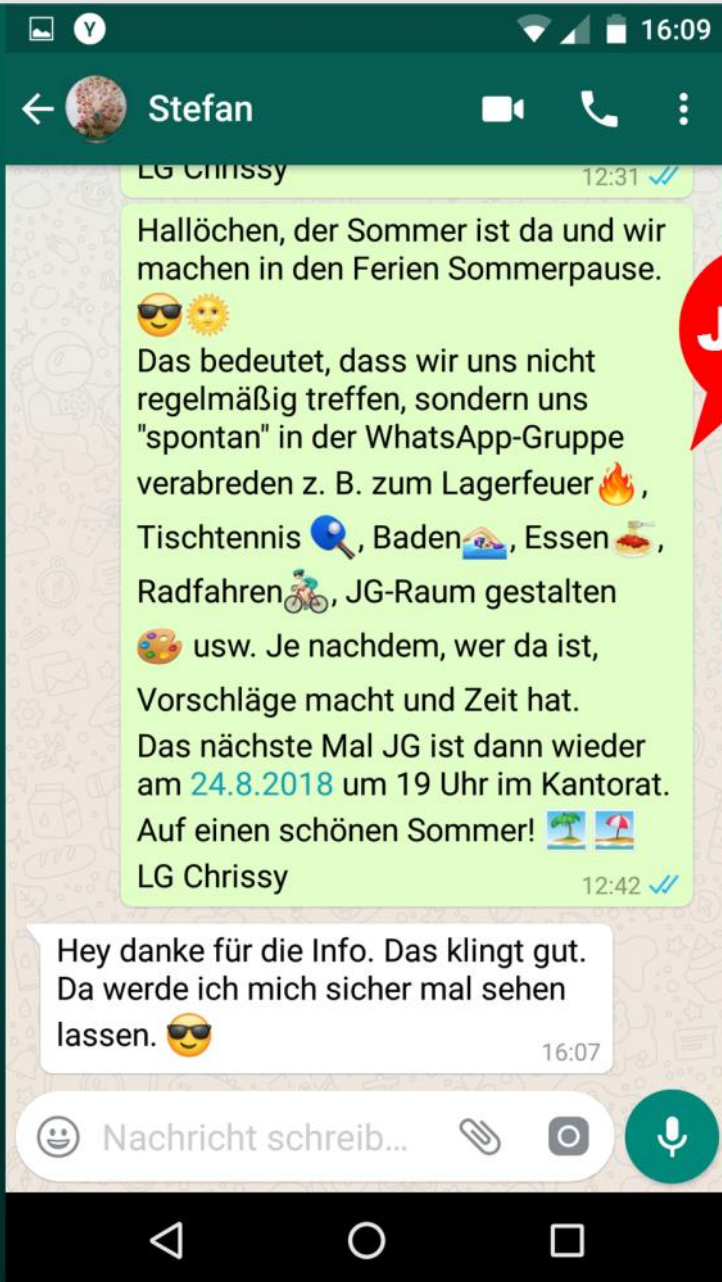 Y 16:09
Stefan
LG Chrissy 12:31
Hallöchen, der Sommer ist da und wir
machen in den Ferien Sommerpause.
😎🌞
Das bedeutet, dass wir uns nicht
regelmäßig treffen, sondern uns
"spontan" in der WhatsApp-Gruppe
verabreden z. B. zum Lagerfeuer🔥,
Tischtennis 🏓, Baden🏊, Essen🍝,
Radfahren🚴, JG-Raum gestalten
🎨 usw. Je nachdem, wer da ist,
Vorschläge macht und Zeit hat.
Das nächste Mal JG ist dann wieder
am 24.8.2018 um 19 Uhr im Kantorat.
Auf einen schönen Sommer! 🏝 ⛱
LG Chrissy 12:42
Hey danke für die Info. Das klingt gut.
Da werde ich mich sicher mal sehen
lassen. 😎 16:07
Nachricht schreib...